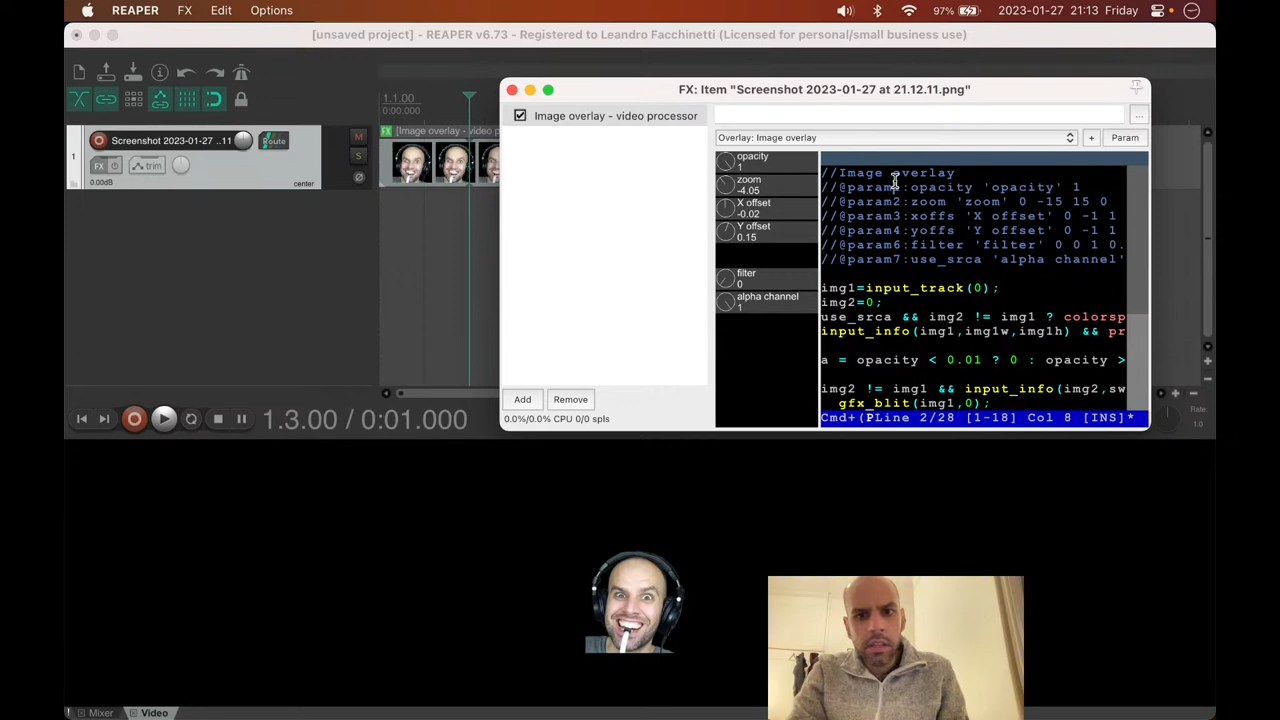 REAPER FX Edit Options 97% 2023-01-27 21:13 Friday
[unsaved project] - REAPER v6.73 - Registered to Leandro Facchinetti (Licensed for personal/small business use)
FX: Item "Screenshot 2023-01-27 at 21.12.11.png"
1.1.00
0:00.000
Image overlay - video processor
...
Overlay: Image overlay
+
Param
1
Screenshot 2023-01-27 ..11
Route
M
S
FX
trim
0.00dB
center
FX [Image overlay - video p
opacity
1
zoom
-4.05
X offset
-0.02
Y offset
0.15
filter
0
alpha channel
1
//Image overlay
//@param1:opacity 'opacity' 1
//@param2:zoom 'zoom' 0 -15 15 0
//@param3:xoffs 'X offset' 0 -1 1
//@param4:yoffs 'Y offset' 0 -1 1
//@param6:filter 'filter' 0 0 1 0.
//@param7:use_srca 'alpha channel'
img1=input_track(0);
img2=0;
use_srca && img2 != img1 ? colorsp
input_info(img1,img1w,img1h) && pr
a = opacity < 0.01 ? 0 : opacity >
img2 != img1 && input_info(img2,sw
gfx_blit(img1,0);
Cmd+(PLine 2/28 [1-18] Col 8 [INS]*
Add
Remove
0.0%/0.0% CPU 0/0 spls
1.3.00 / 0:01.000
Rate:
1.0
! Mixer Video